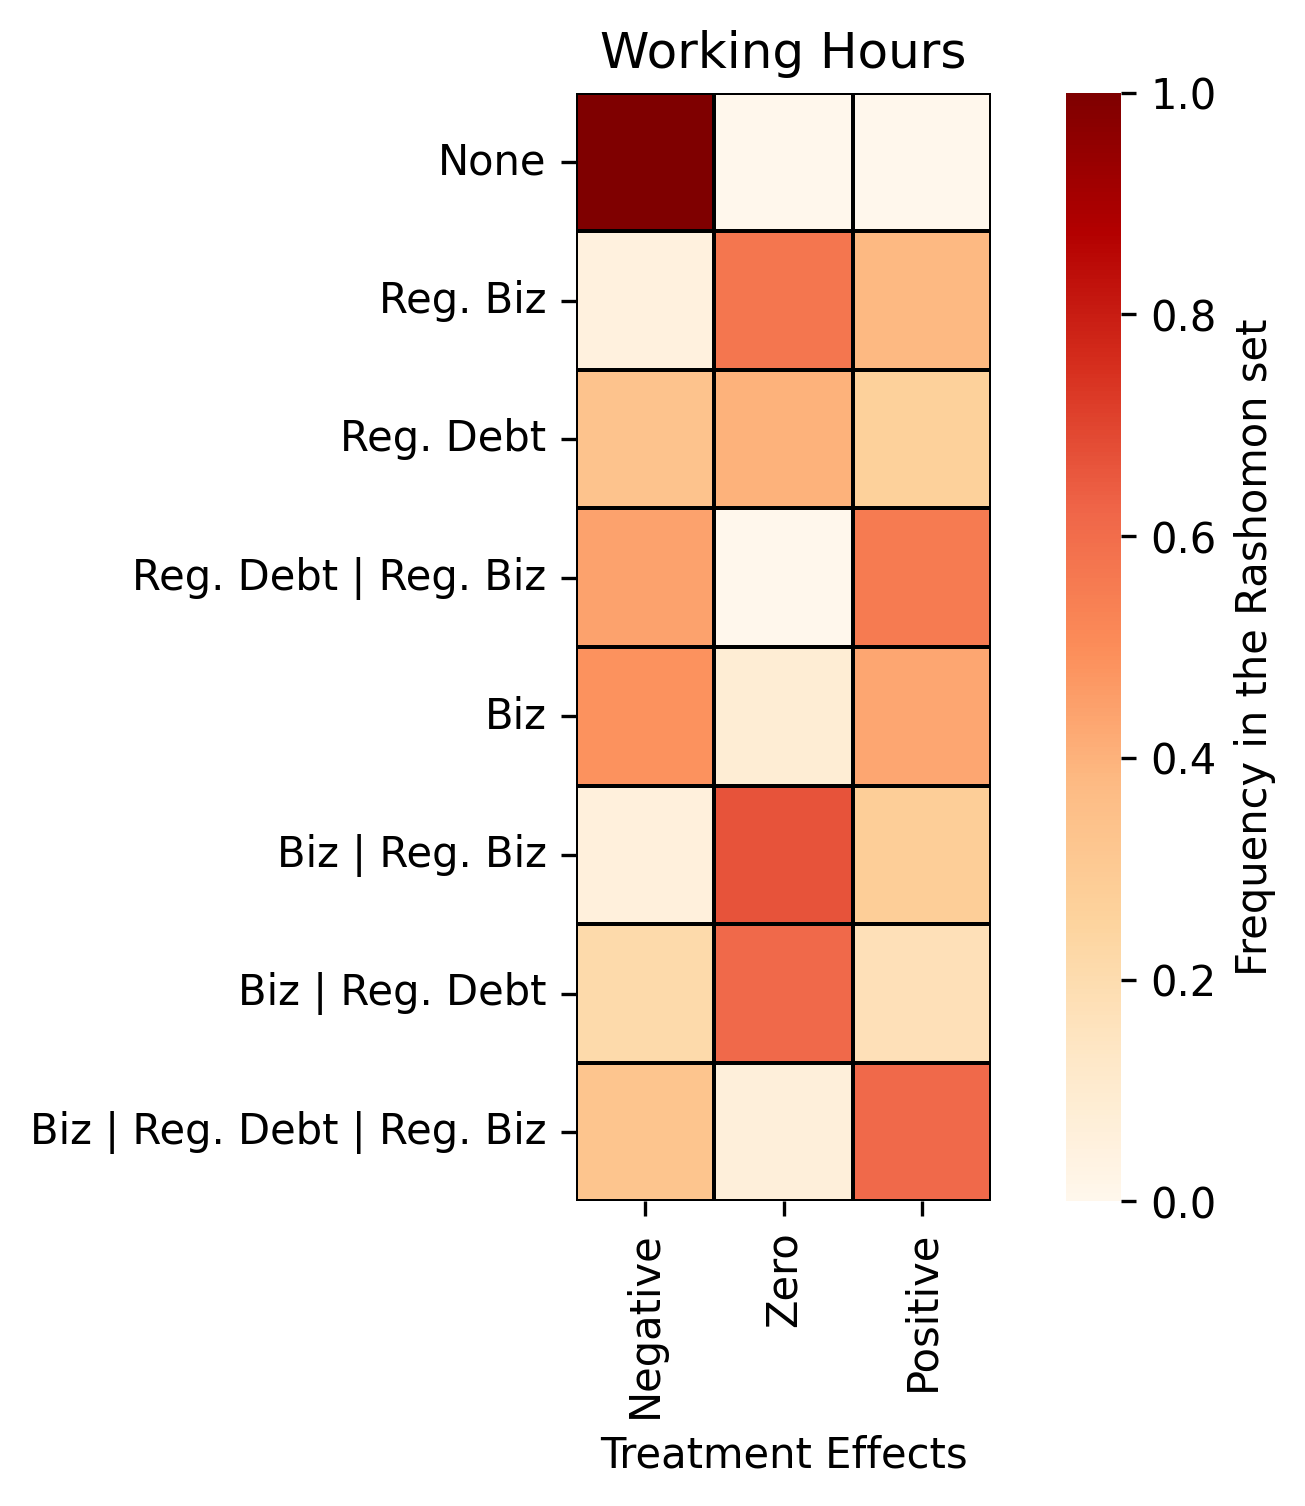 Working Hours
None
Reg. Biz
Reg. Debt
Reg. Debt | Reg. Biz
Biz
Biz | Reg. Biz
Biz | Reg. Debt
Biz | Reg. Debt | Reg. Biz
Negative
Zero
Positive
Treatment Effects
1.0
0.8
0.6
0.4
0.2
0.0
Frequency in the Rashomon set